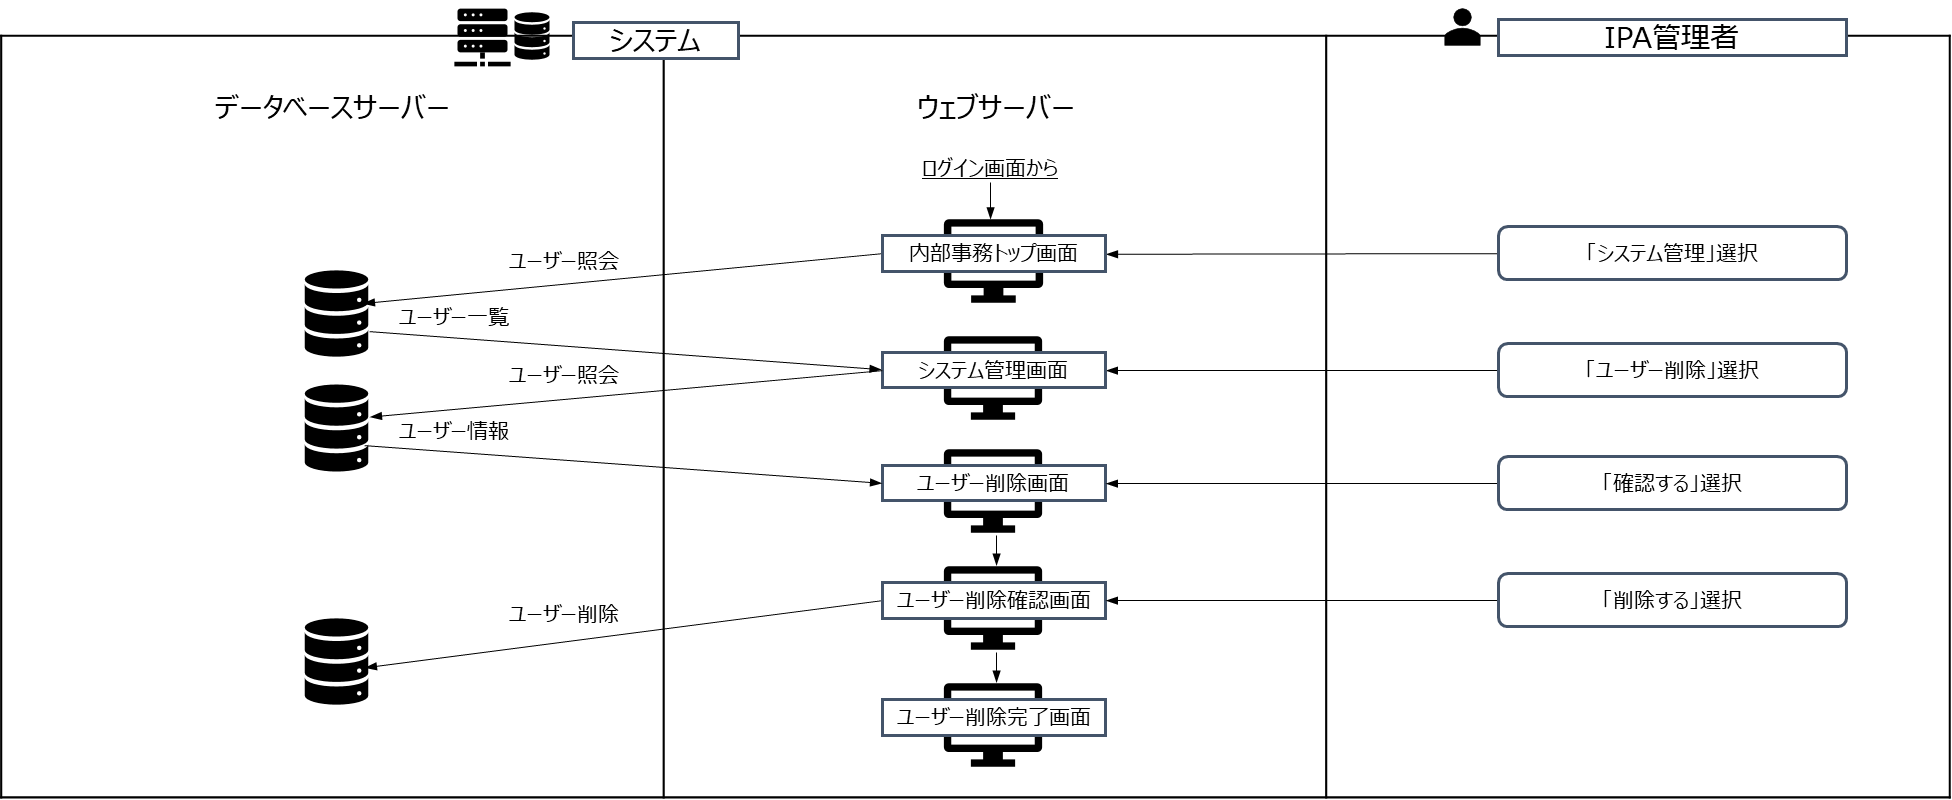 システム
IPA管理者
データベースサーバー
ウェブサーバー
ログイン画面から
内部事務トップ画面
「システム管理」選択
ユーザー照会
ユーザー一覧
システム管理画面
「ユーザー削除」選択
ユーザー照会
ユーザー情報
ユーザー削除画面
「確認する」選択
ユーザー削除確認画面
「削除する」選択
ユーザー削除
ユーザー削除完了画面